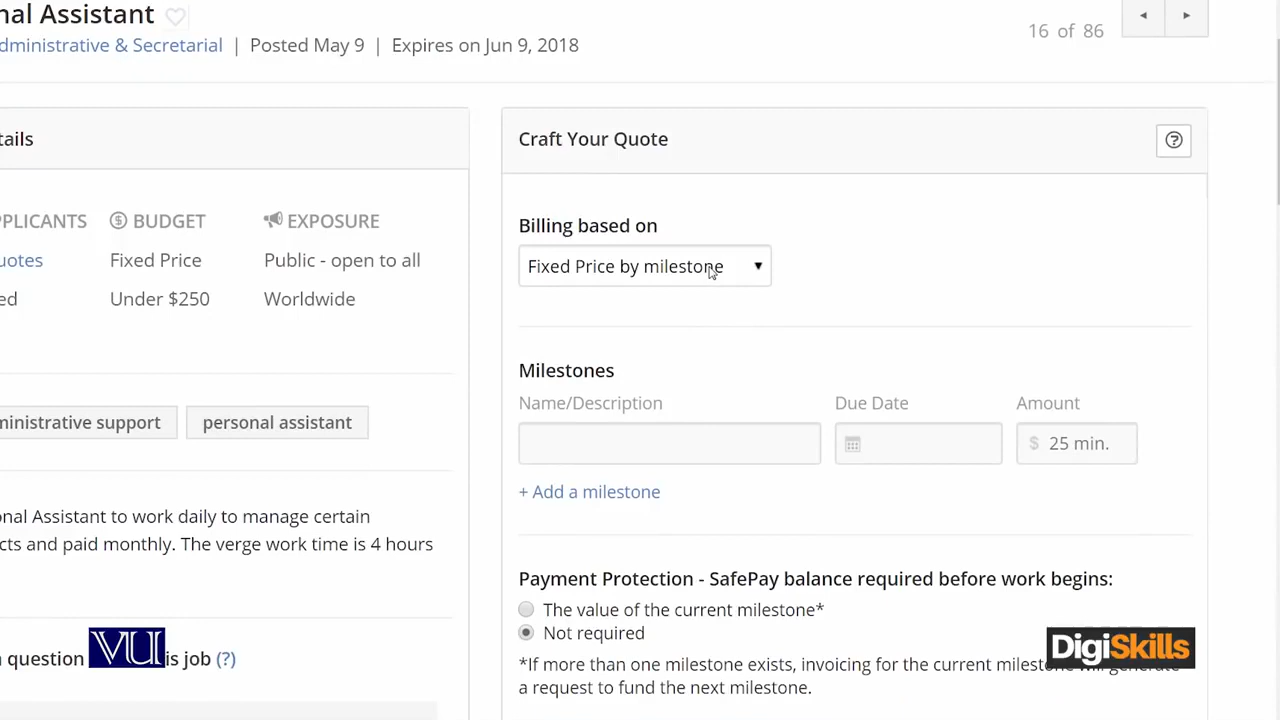 nal Assistant
dministrative & Secretarial | Posted May 9 | Expires on Jun 9, 2018
16 of 86
tails
PPLICANTS BUDGET EXPOSURE
uotes Fixed Price Public - open to all
ed Under $250 Worldwide
ministrative support personal assistant
onal Assistant to work daily to manage certain
cts and paid monthly. The verge work time is 4 hours
question VU is job (?)
Craft Your Quote
Billing based on
Fixed Price by milestone
Milestones
Name/Description Due Date Amount
$ 25 min.
+ Add a milestone
Payment Protection - SafePay balance required before work begins:
The value of the current milestone*
Not required
*If more than one milestone exists, invoicing for the current milestone will generate
a request to fund the next milestone.
DigiSkills